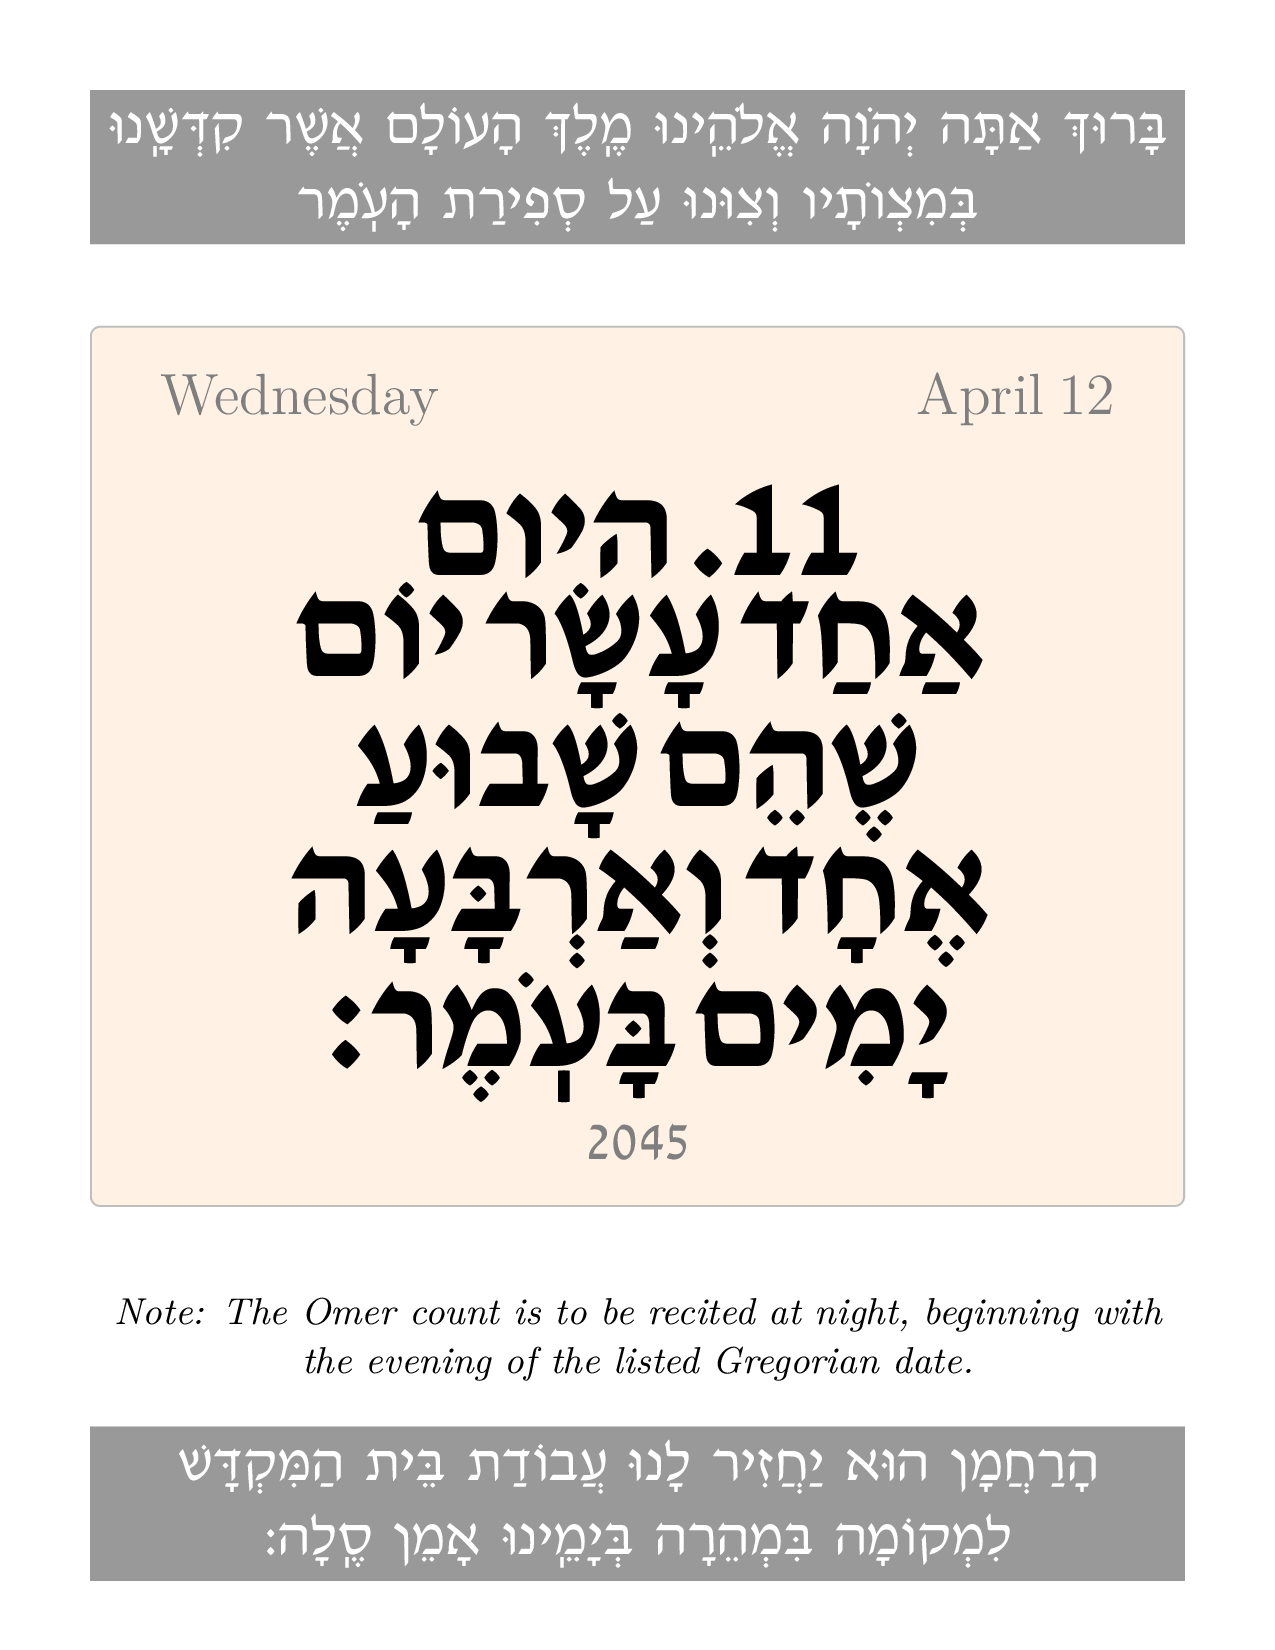 בָּרוּךְ אַתָּה יְהֹוָה אֱלֹהֵֽינוּ מֶֽלֶךְ הָעוֹלָם אֲשֶׁר קִדְּשָֽׁנוּ
בְּמִצְוֹתָיו וְצִוּנוּ עַל סְפִירַת הָעֹֽמֶר
Wednesday April 12
11. היום
אַחַד עָשָׂר יוֹם
שֶׁהֵם שָׁבוּעַ
אֶחָד וְאַרְבָּעָה
יָמִים בָּעֹֽמֶר:
2045
Note: The Omer count is to be recited at night, beginning with
the evening of the listed Gregorian date.
הָרַחֲמָן הוּא יַחֲזִיר לָנוּ עֲבוֹדַת בֵּית הַמִּקְדָּשׁ
לִמְקוֹמָה בִּמְהֵרָה בְּיָמֵֽינוּ אָמֵן סֶֽלָה: